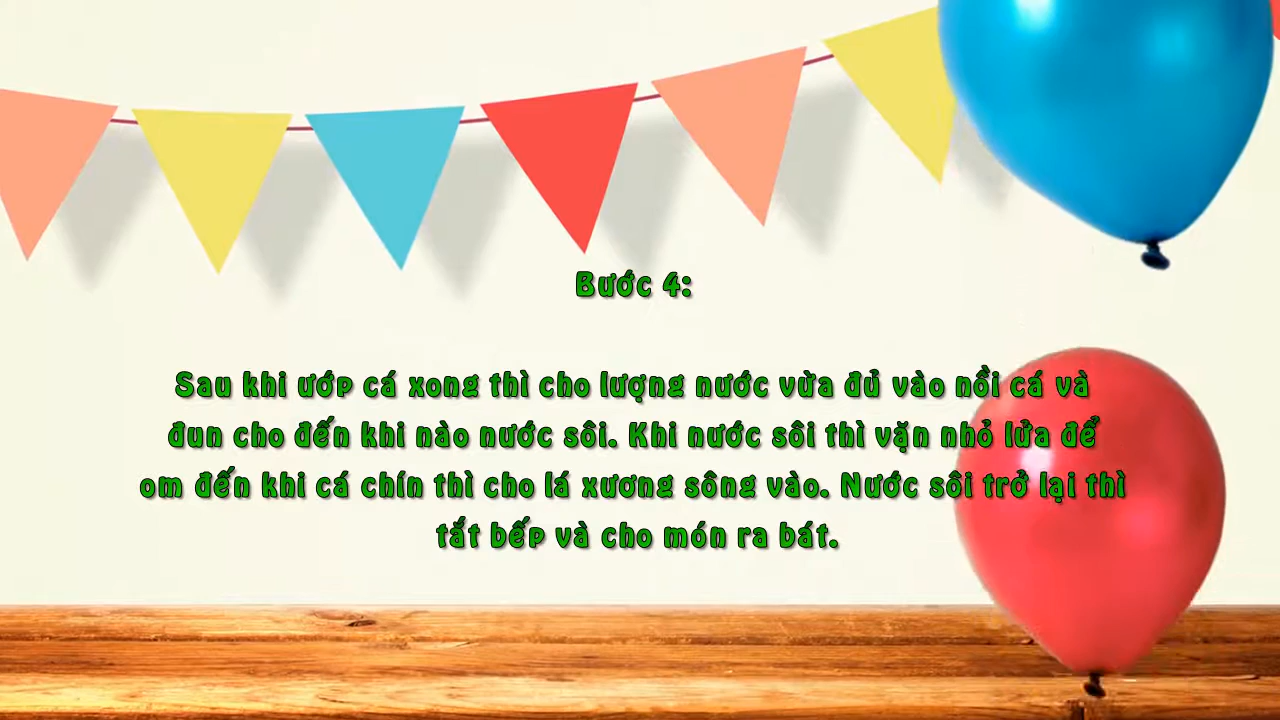 Bước 4:
Sau khi ướp cá xong thì cho lượng nước vừa đủ vào nồi cá và
đun cho đến khi nào nước sôi. Khi nước sôi thì vặn nhỏ lửa để
om đến khi cá chín thì cho lá xương sông vào. Nước sôi trở lại thì
tắt bếp và cho món ra bát.